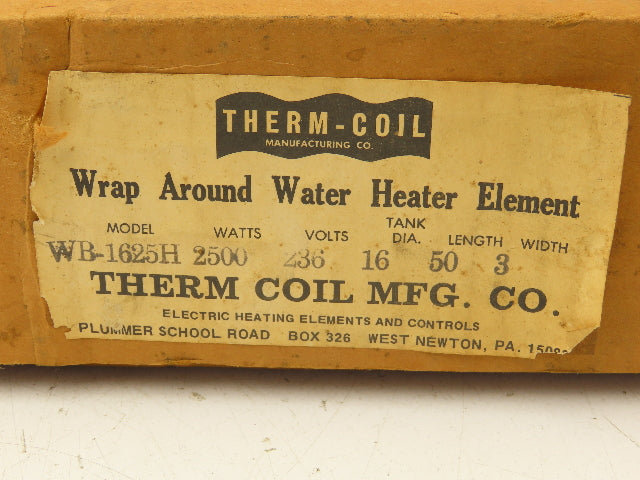 THERM-COIL
MANUFACTURING CO.
Wrap Around Water Heater Element
MODEL WATTS VOLTS TANK DIA. LENGTH WIDTH
WB-1625H 2500 236 16 50 3
THERM COIL MFG. CO.
ELECTRIC HEATING ELEMENTS AND CONTROLS
PLUMMER SCHOOL ROAD BOX 326 WEST NEWTON, PA.